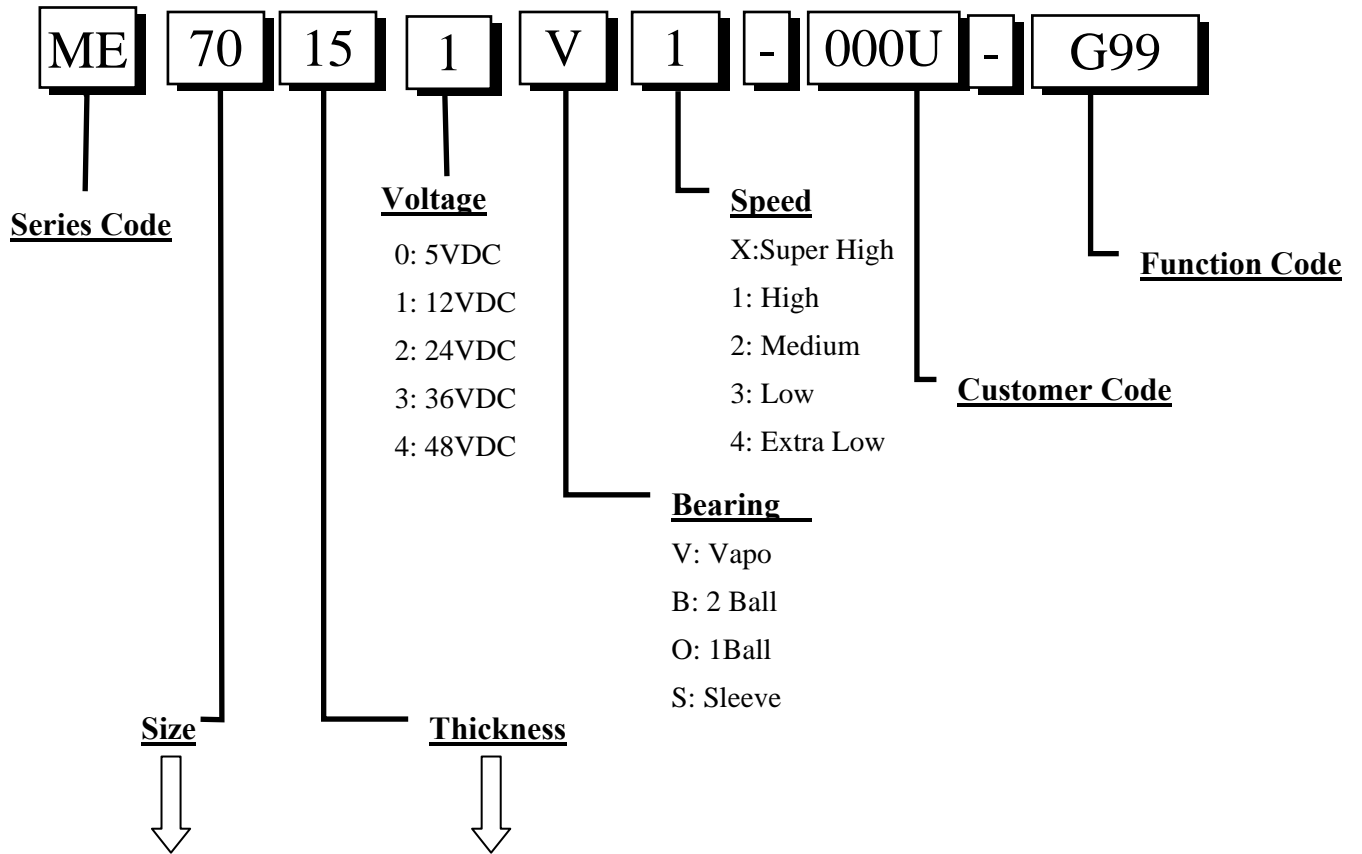 ME 70 15 1 V 1 - 000U - G99
Series Code
Voltage
0: 5VDC
1: 12VDC
2: 24VDC
3: 36VDC
4: 48VDC
Speed
X:Super High
1: High
2: Medium
3: Low
4: Extra Low
Function Code
Customer Code
Bearing
V: Vapo
B: 2 Ball
O: 1Ball
S: Sleeve
Size
Thickness